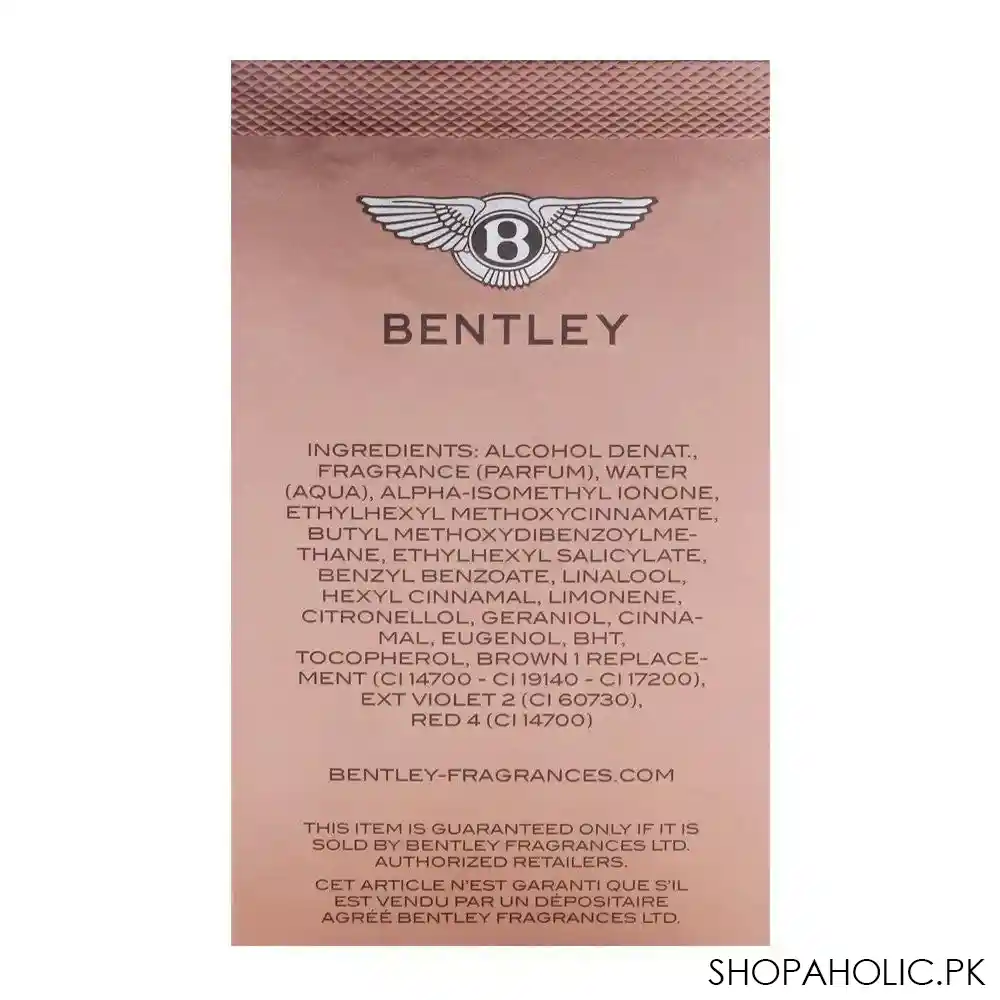 B
BENTLEY
INGREDIENTS: ALCOHOL DENAT.,
FRAGRANCE (PARFUM), WATER
(AQUA), ALPHA-ISOMETHYL IONONE,
ETHYLHEXYL METHOXYCINNAMATE,
BUTYL METHOXYDIBENZOYLME-
THANE, ETHYLHEXYL SALICYLATE,
BENZYL BENZOATE, LINALOOL,
HEXYL CINNAMAL, LIMONENE,
CITRONELLOL, GERANIOL, CINNA-
MAL, EUGENOL, BHT,
TOCOPHEROL, BROWN 1 REPLACE-
MENT (CI 14700 - CI 19140 - CI 17200),
EXT VIOLET 2 (CI 60730),
RED 4 (CI 14700)
BENTLEY-FRAGRANCES.COM
THIS ITEM IS GUARANTEED ONLY IF IT IS
SOLD BY BENTLEY FRAGRANCES LTD.
AUTHORIZED RETAILERS.
CET ARTICLE N'EST GARANTI QUE S'IL
EST VENDU PAR UN DÉPOSITAIRE
AGRÉÉ BENTLEY FRAGRANCES LTD.
SHOPAHOLIC.PK